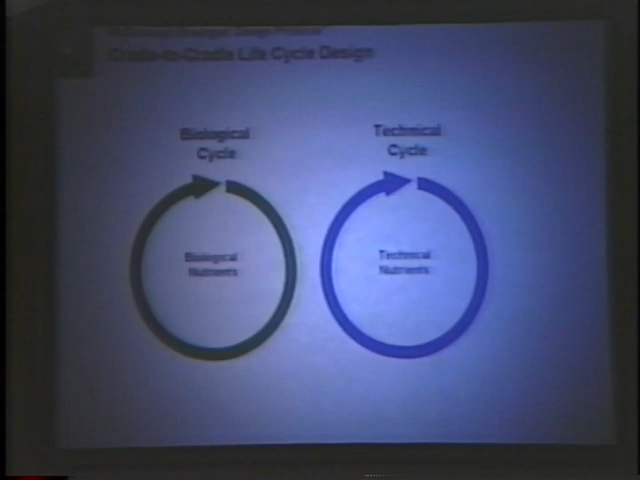 Cradle-to-Cradle Life Cycle Design
Biological
Cycle
Technical
Cycle
Biological
Nutrients
Technical
Nutrients